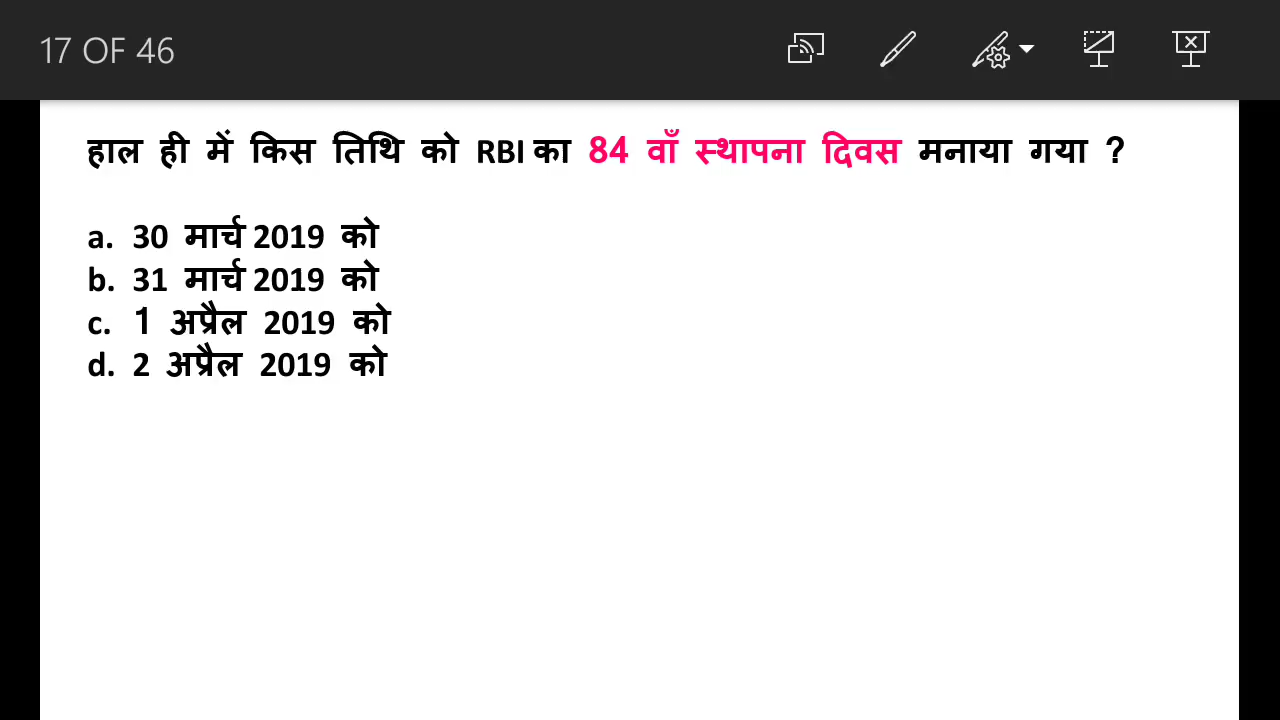 17 OF 46
हाल ही में किस तिथि को RBI का 84 वाँ स्थापना दिवस मनाया गया ?
a. 30 मार्च 2019 को
b. 31 मार्च 2019 को
c. 1 अप्रैल 2019 को
d. 2 अप्रैल 2019 को